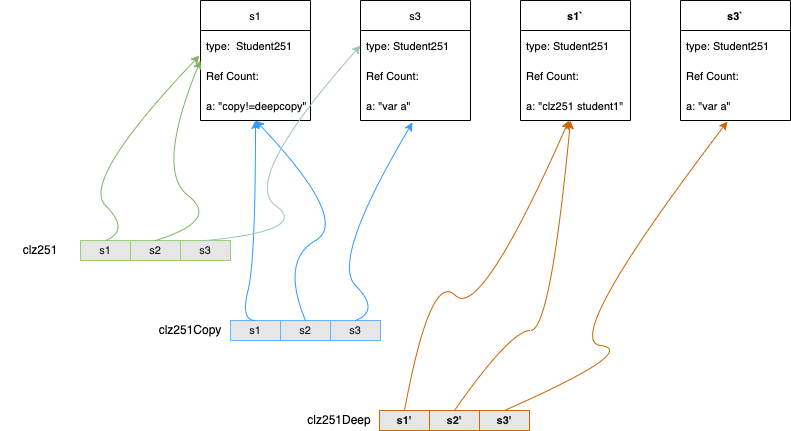 s1
type: Student251
Ref Count:
a: "copy!=deepcopy"
s3
type: Student251
Ref Count:
a: "var a"
s1`
type: Student251
Ref Count:
a: "clz251 student1"
s3`
type: Student251
Ref Count:
a: "var a"
clz251 s1 s2 s3
clz251Copy s1 s2 s3
clz251Deep s1' s2' s3'